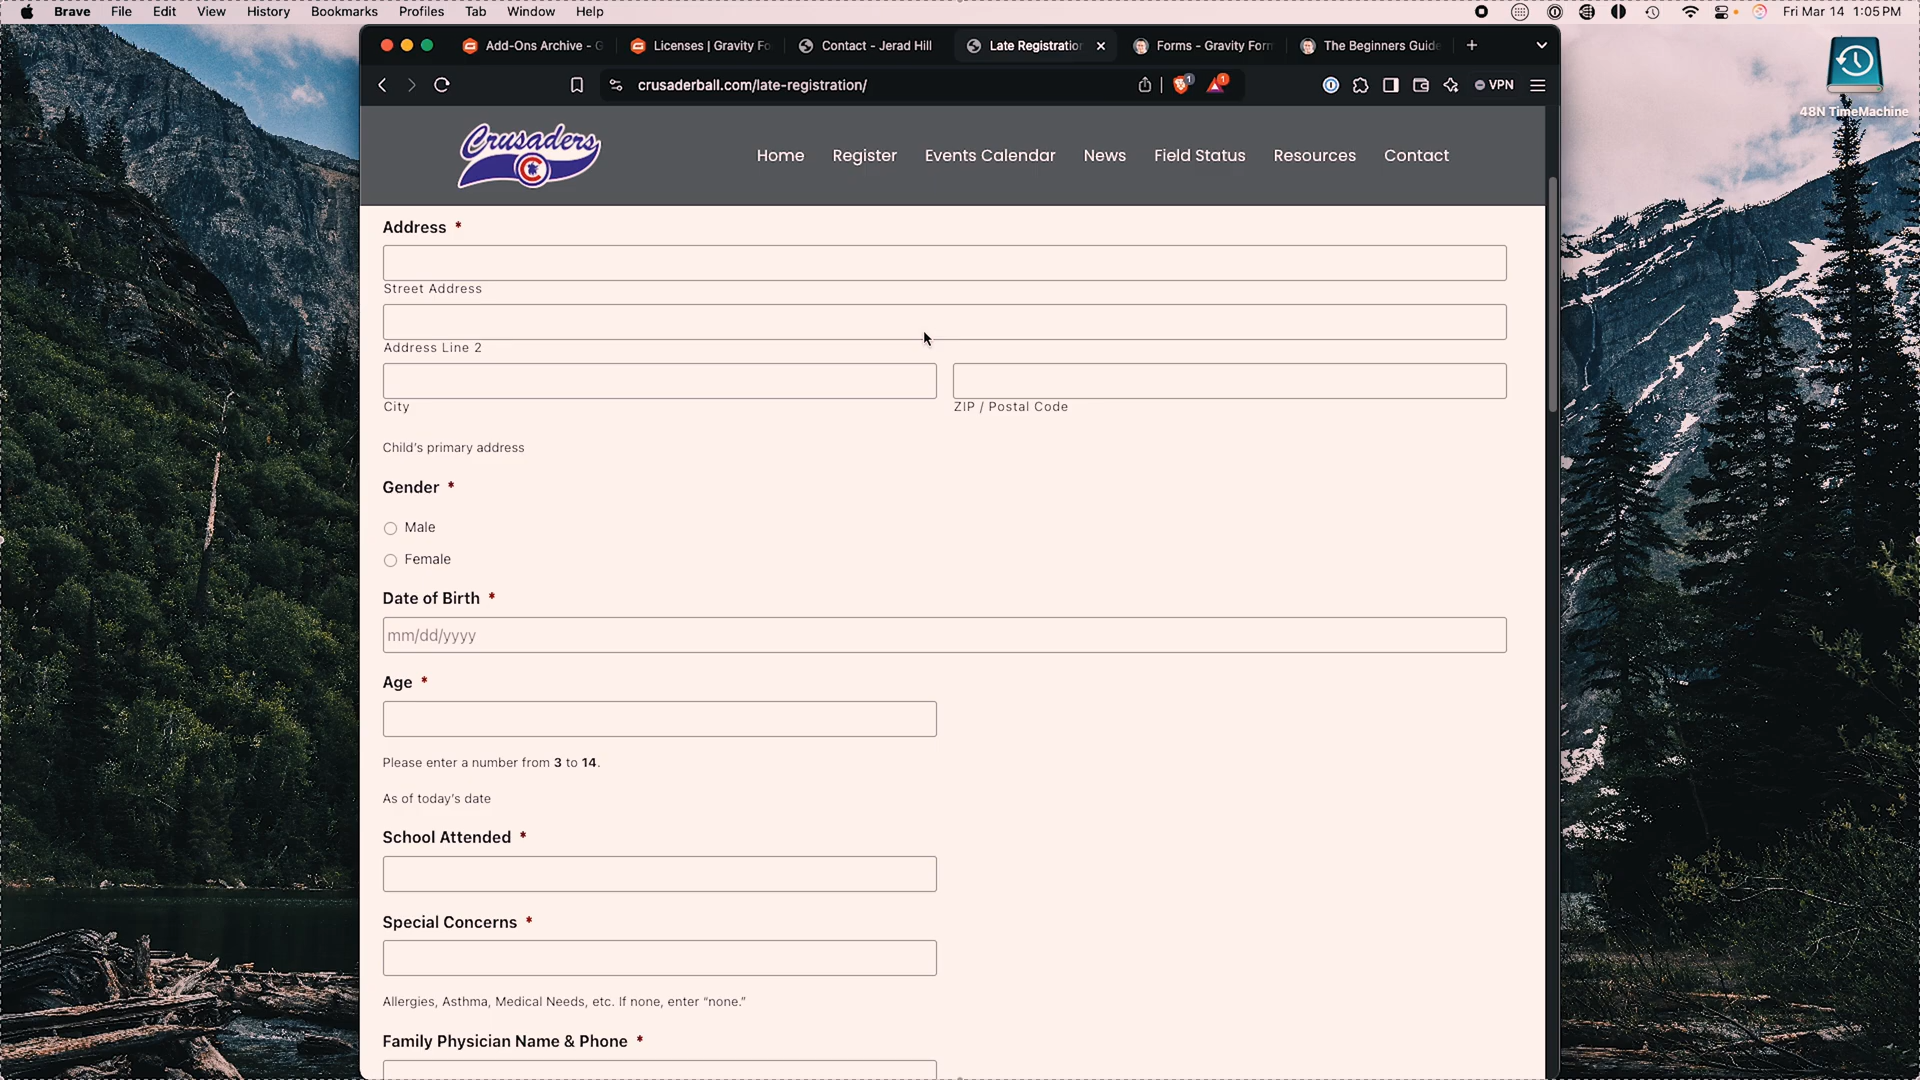 Brave File Edit View History Bookmarks Profiles Tab Window Help
Fri Mar 14 1:05 PM
Add-Ons Archive - G
Licenses | Gravity Fo
Contact - Jerad Hill
Late Registration
Forms - Gravity Form
The Beginners Guide
crusaderball.com/late-registration/
1
1
VPN
48N TimeMachine
Crusaders
C
Home Register Events Calendar News Field Status Resources Contact
Address *
Street Address
Address Line 2
City
ZIP / Postal Code
Child's primary address
Gender *
Male
Female
Date of Birth *
mm/dd/yyyy
Age *
Please enter a number from 3 to 14.
As of today's date
School Attended *
Special Concerns *
Allergies, Asthma, Medical Needs, etc. If none, enter “none.”
Family Physician Name & Phone *